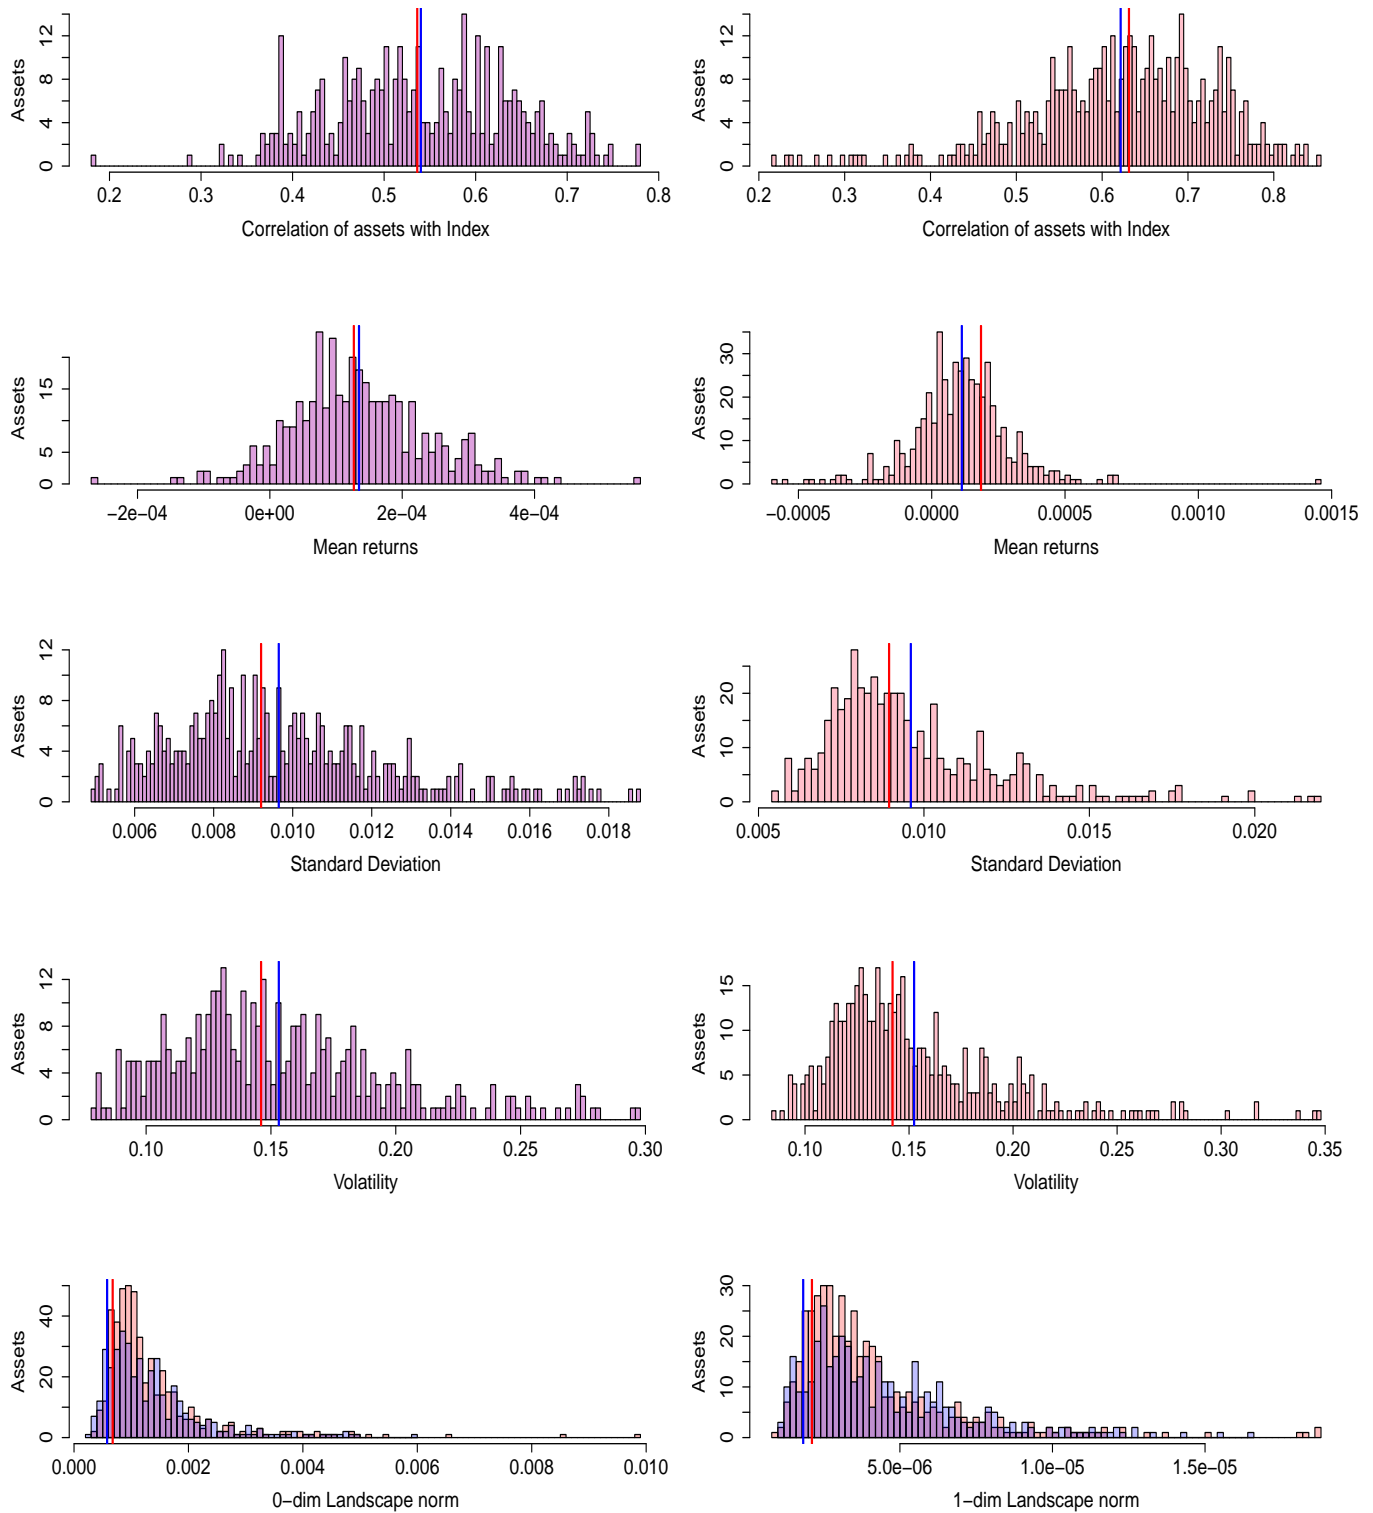 Assets
12
8
4
0
0.2 0.3 0.4 0.5 0.6 0.7 0.8
Correlation of assets with Index
Assets
12
8
4
0
0.2 0.3 0.4 0.5 0.6 0.7 0.8
Correlation of assets with Index
Assets
15
5
0
−2e−04 0e+00 2e−04 4e−04
Mean returns
Assets
30
20
10
0
−0.0005 0.0000 0.0005 0.0010 0.0015
Mean returns
Assets
12
8
4
0
0.006 0.008 0.010 0.012 0.014 0.016 0.018
Standard Deviation
Assets
20
10
0
0.005 0.010 0.015 0.020
Standard Deviation
Assets
12
8
4
0
0.10 0.15 0.20 0.25 0.30
Volatility
Assets
15
10
5
0
0.10 0.15 0.20 0.25 0.30 0.35
Volatility
Assets
40
20
0
0.000 0.002 0.004 0.006 0.008 0.010
0−dim Landscape norm
Assets
30
20
10
0
5.0e−06 1.0e−05 1.5e−05
1−dim Landscape norm